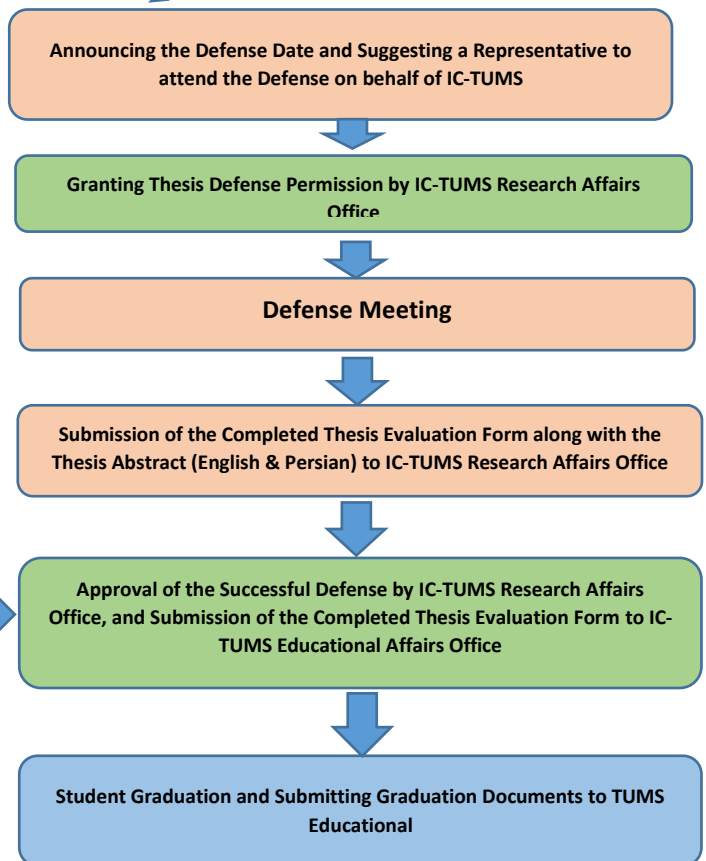 Announcing the Defense Date and Suggesting a Representative to
attend the Defense on behalf of IC-TUMS
Granting Thesis Defense Permission by IC-TUMS Research Affairs
Office
Defense Meeting
Submission of the Completed Thesis Evaluation Form along with the
Thesis Abstract (English & Persian) to IC-TUMS Research Affairs Office
Approval of the Successful Defense by IC-TUMS Research Affairs
Office, and Submission of the Completed Thesis Evaluation Form to IC-
TUMS Educational Affairs Office
Student Graduation and Submitting Graduation Documents to TUMS
Educational